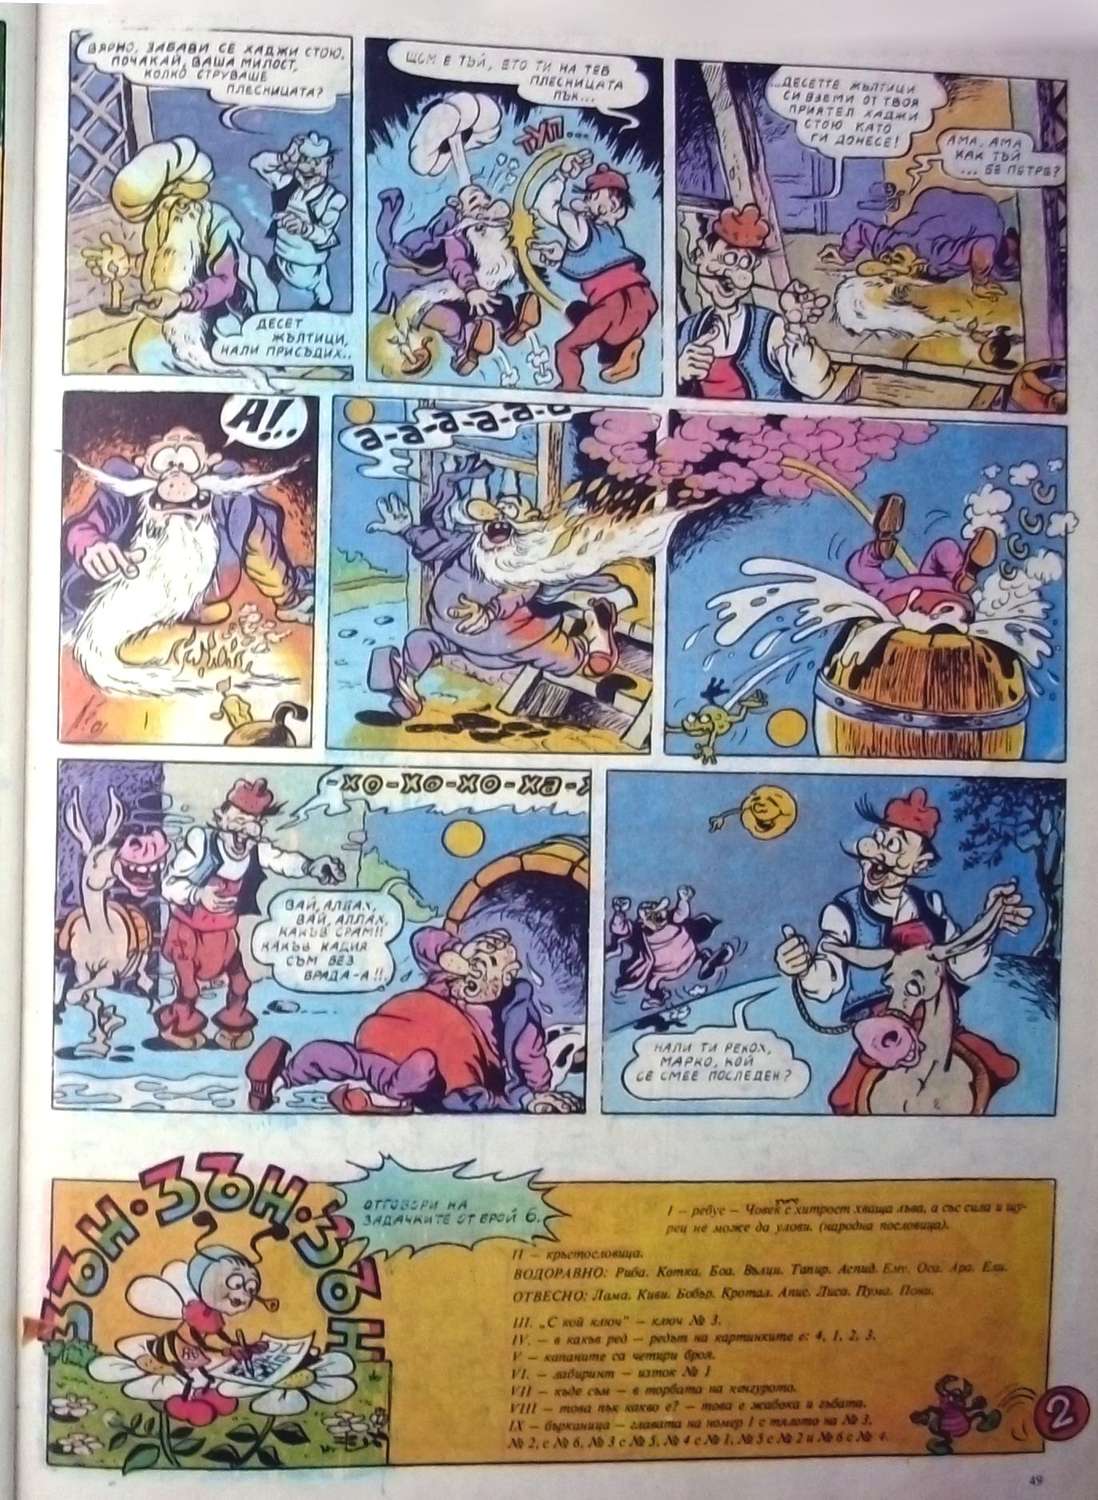 ВЯРНО, ЗАБАВИ СЕ ХАДЖИ СТОЮ.
ПОЧАКАЙ, ВАША МИЛОСТ,
КОЛКО СТРУВАШЕ
ПЛЕСНИЦАТА?
ДЕСЕТ
ЖЪЛТИЦИ,
НАЛИ ПРИСЪДИХ..
ЩОМ Е ТЪЙ, ЕТО ТИ НА ТЕБ
ПЛЕСНИЦАТА
ПЪК...
ТУП...
...ДЕСЕТТЕ ЖЪЛТИЦИ
СИ ВЗЕМИ ОТ ТВОЯ
ПРИЯТЕЛ ХАДЖИ
СТОЮ КАТО
ГИ ДОНЕСЕ!
АМА, АМА
КАК ТЪЙ
... БЕ ПЕТРЕ?
А!..
а-а-а-а-а-а
-ХО-ХО-ХО-ХА-Х
ВАЙ, АЛЛАХ,
ВАЙ, АЛЛАХ,
КАКЪВ СРАМ!!
КАКЪВ КАДИЯ
СЪМ БЕЗ
БРАДА-А!!
НАЛИ ТИ РЕКОХ,
МАРКО, КОЙ
СЕ СМЕЕ ПОСЛЕДЕН?
ЗЪН·ЗЪН·ЗЪН
ОТГОВОРИ НА
ЗАДАЧКИТЕ ОТ БРОЙ 6.
I – ребус – Човек с хитрост хваща лъва, а със сила и щу-
рец не може да улови. (народна пословица).
II – кръстословица.
ВОДОРАВНО: Риба. Котка. Боа. Вълци. Тапир. Аспид. Ему. Оса. Ара. Ели.
ОТВЕСНО: Лама. Киви. Бобър. Кротал. Апис. Лиса. Пума. Пони.
III. „С кой ключ" – ключ № 3.
IV. – в какъв ред – редът на картинките е: 4, 1, 2, 3.
V – капаните са четири броя.
VI. – лабиринт – изток № 1
VII – къде съм – в торбата на кенгурото.
VIII – това пък какво е? – това е жабока и гъбата.
IX – бърканица – главата на номер 1 с тялото на № 3,
№ 2, с № 6, № 3 с № 5, № 4 с № 1, № 5 с № 2 и № 6 с № 4.
2
49